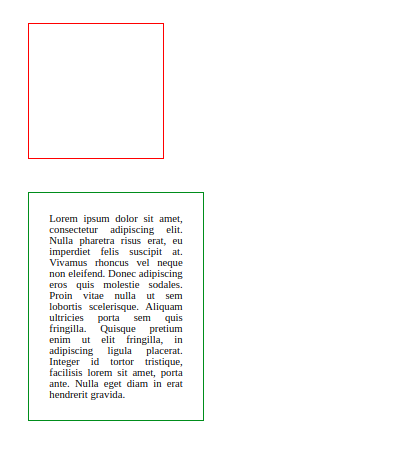 Lorem ipsum dolor sit amet,
consectetur adipiscing elit.
Nulla pharetra risus erat, eu
imperdiet felis suscipit at.
Vivamus rhoncus vel neque
non eleifend. Donec adipiscing
eros quis molestie sodales.
Proin vitae nulla ut sem
lobortis scelerisque. Aliquam
ultricies porta sem quis
fringilla. Quisque pretium
enim ut elit fringilla, in
adipiscing ligula placerat.
Integer id tortor tristique,
facilisis lorem sit amet, porta
ante. Nulla eget diam in erat
hendrerit gravida.